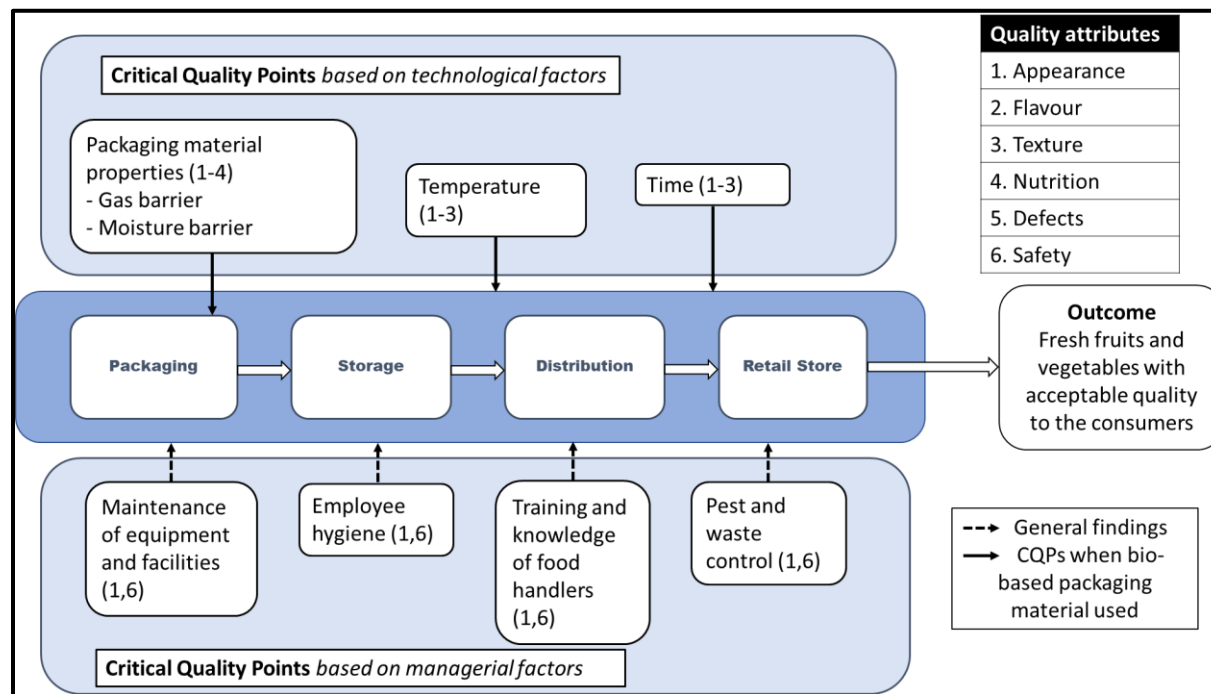 Critical Quality Points based on technological factors
Packaging material
properties (1-4)
- Gas barrier
- Moisture barrier
Temperature
(1-3)
Time (1-3)
Quality attributes
1. Appearance
2. Flavour
3. Texture
4. Nutrition
5. Defects
6. Safety
Packaging
Storage
Distribution
Retail Store
Outcome
Fresh fruits and
vegetables with
acceptable quality
to the consumers
Maintenance
of equipment
and facilities
(1,6)
Employee
hygiene (1,6)
Training and
knowledge
of food
handlers
(1,6)
Pest and
waste
control (1,6)
General findings
CQPs when bio-
based packaging
material used
Critical Quality Points based on managerial factors